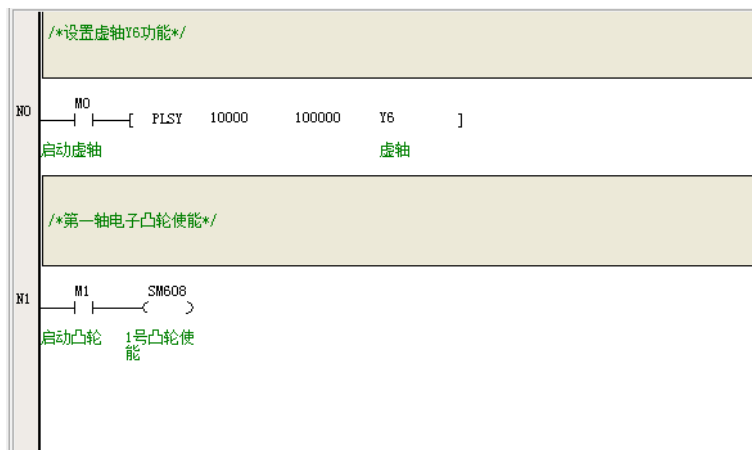 /*设置虚轴Y6功能*/
M0
N0
[ PLSY 10000 100000 Y6 ]
启动虚轴 虚轴
/*第一轴电子凸轮使能*/
M1 SM608
N1
启动凸轮 1号凸轮使
能